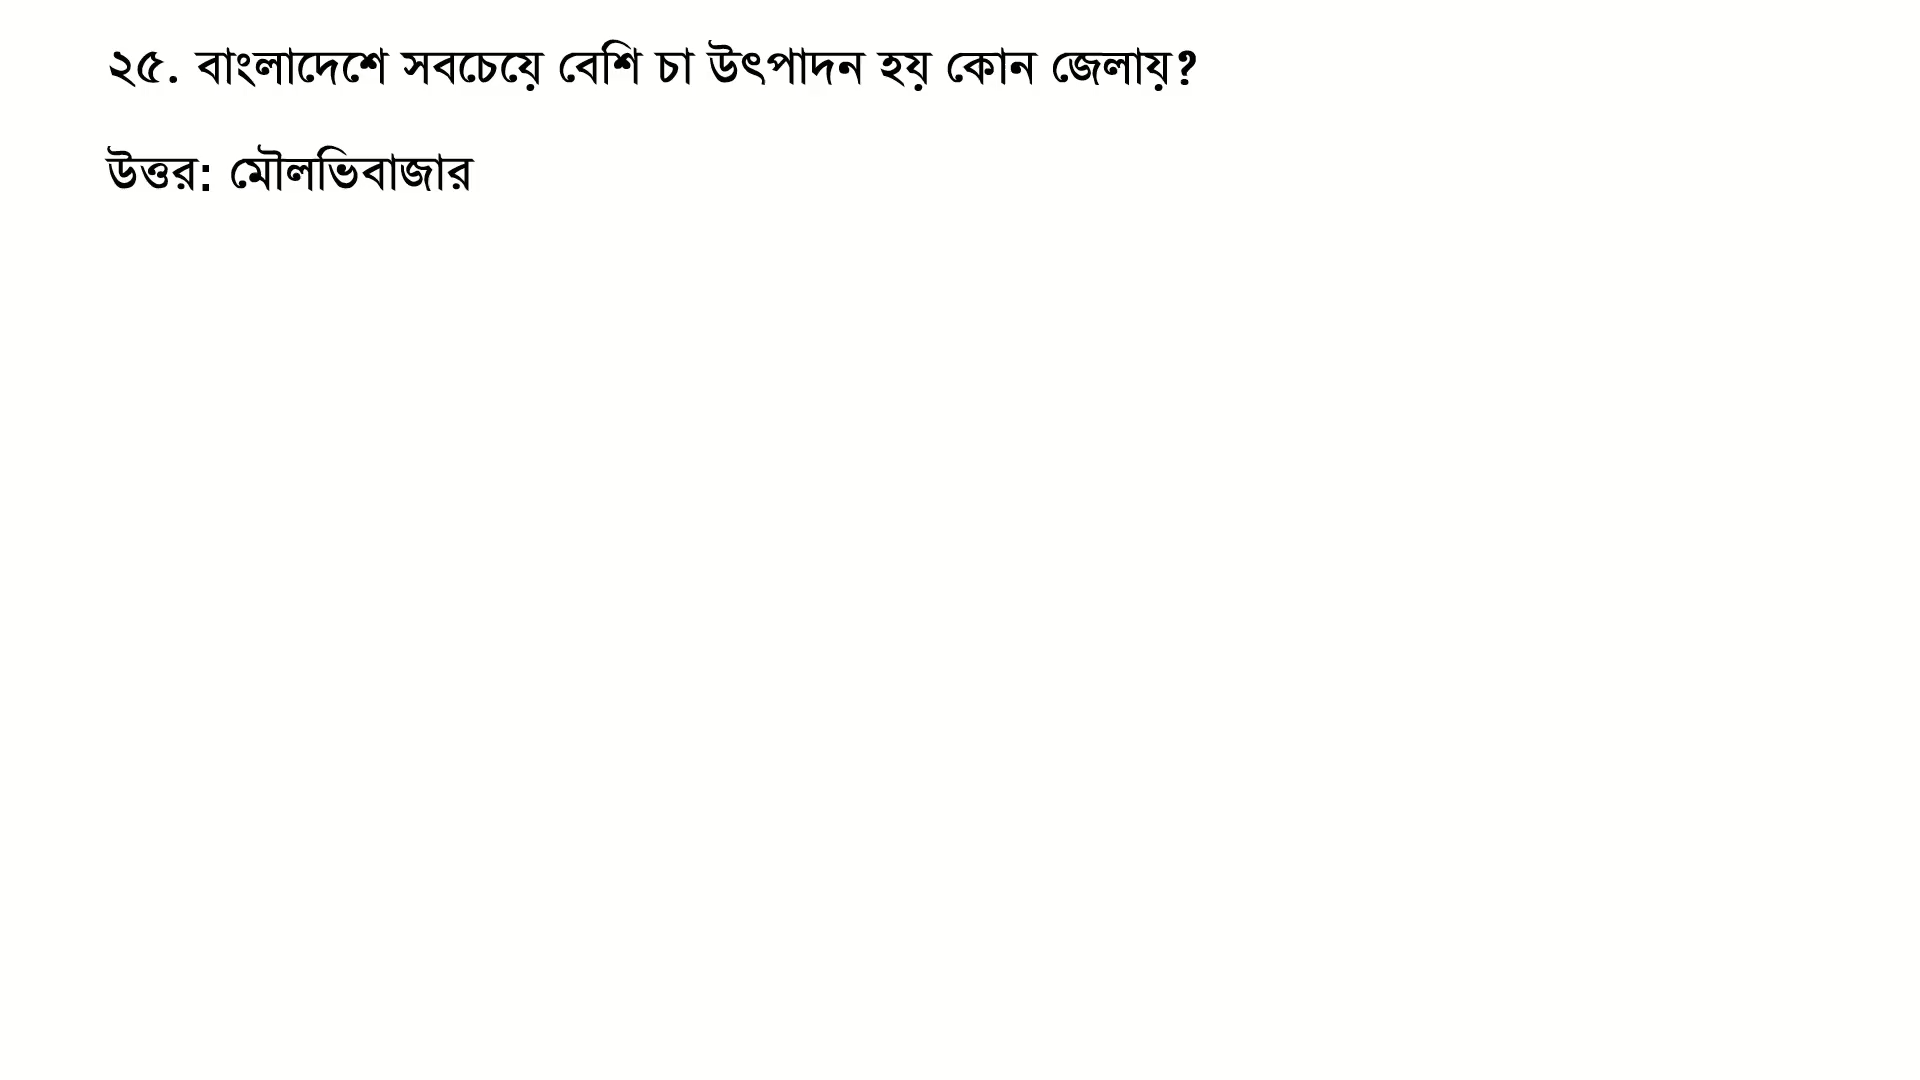 ২৫. বাংলাদেশে সবচেয়ে বেশি চা উৎপাদন হয় কোন জেলায়?
উত্তর: মৌলভিবাজার